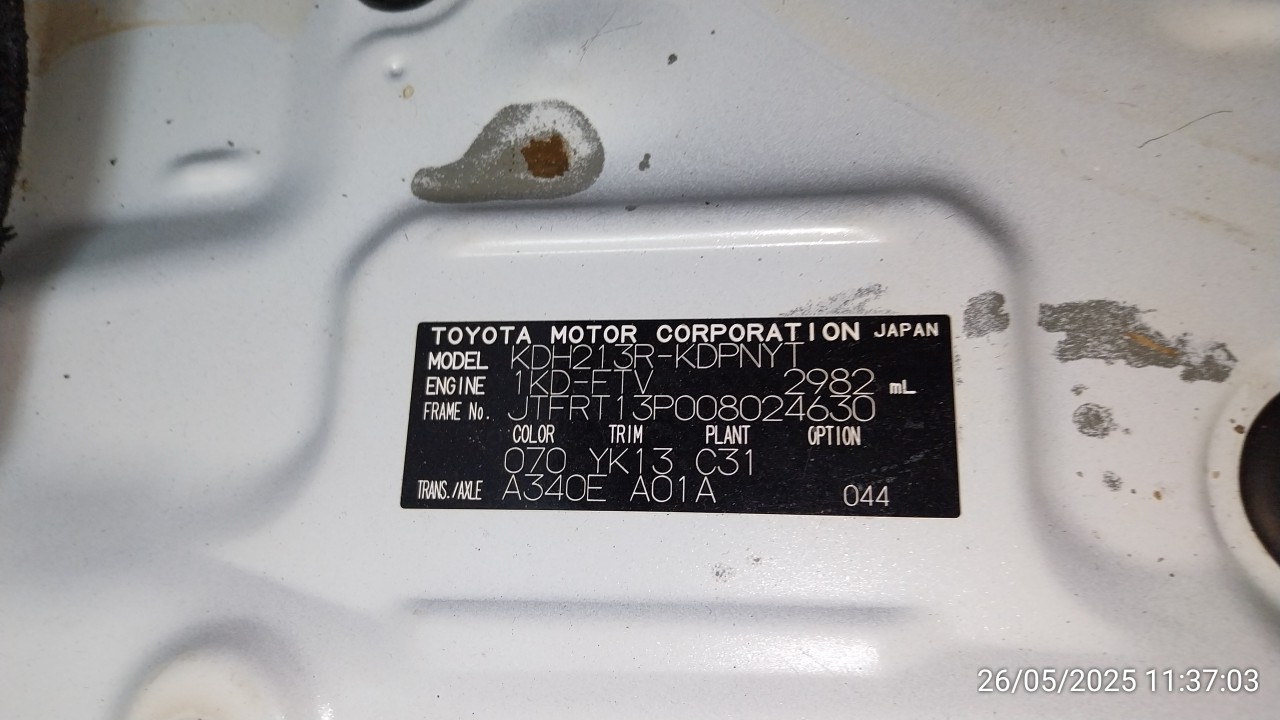 TOYOTA MOTOR CORPORATION JAPAN
MODEL KDH213R-KDPNYT
ENGINE 1KD-FTV 2982 mL
FRAME No. JTFRT13P008024630
COLOR TRIM PLANT OPTION
070 YK13 C31
TRANS./AXLE A340E A01A 044
26/05/2025 11:37:03